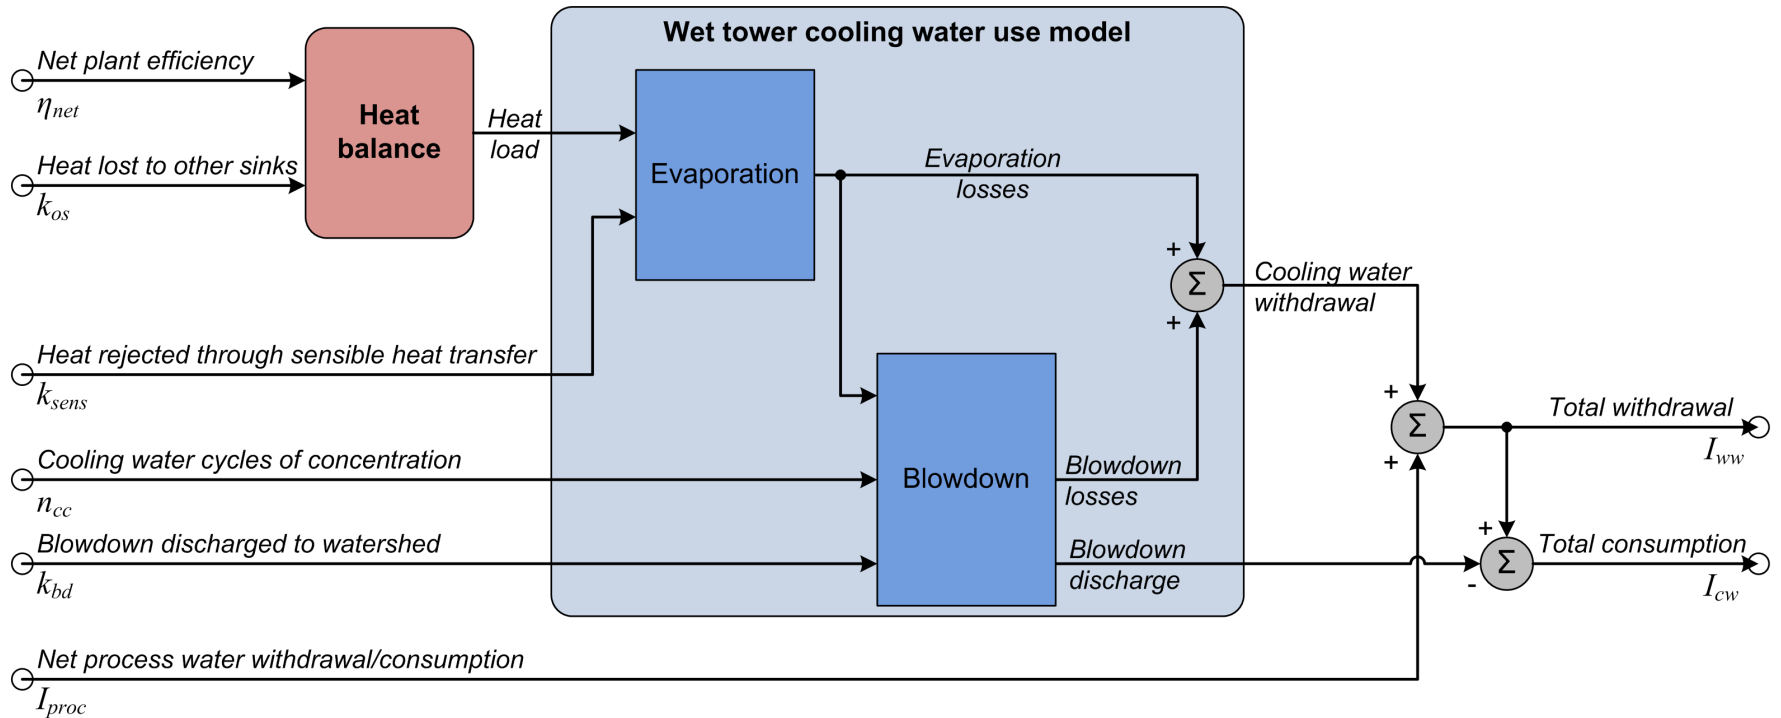 Wet tower cooling water use model
Net plant efficiency
ηnet
Heat lost to other sinks
kos
Heat
balance
Heat
load
Evaporation
Evaporation
losses
+
Σ
+
Cooling water
withdrawal
Heat rejected through sensible heat transfer
ksens
Cooling water cycles of concentration
ncc
Blowdown discharged to watershed
kbd
Blowdown
Blowdown
losses
Blowdown
discharge
+
Σ
+
Total withdrawal
Iww
+
Σ
-
Total consumption
Icw
Net process water withdrawal/consumption
Iproc